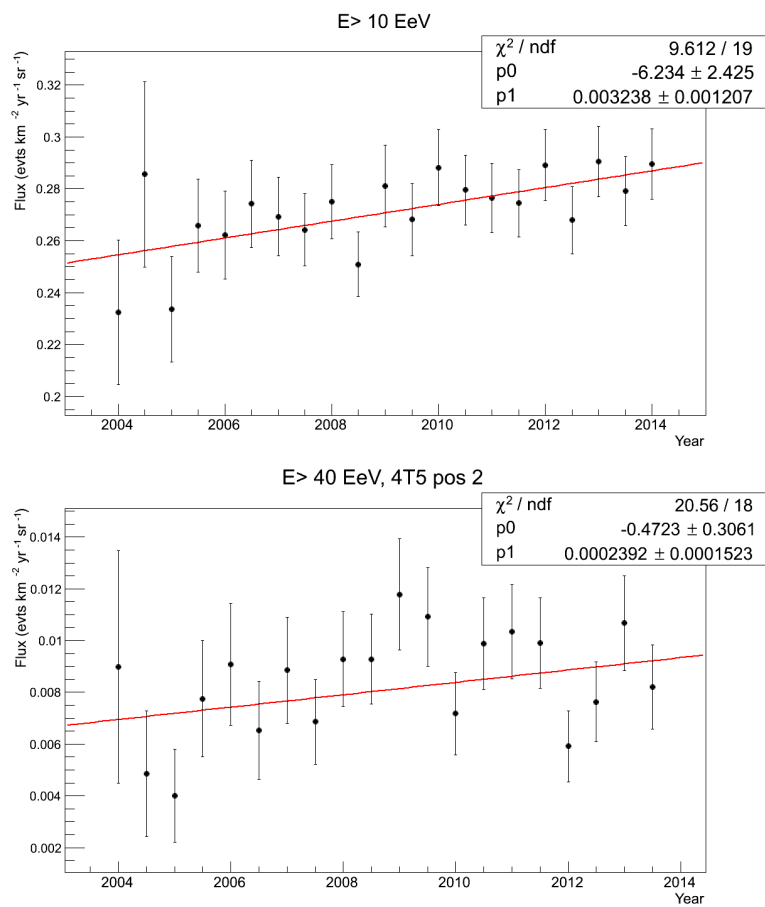 E> 10 EeV
χ² / ndf 9.612 / 19
p0 -6.234 ± 2.425
p1 0.003238 ± 0.001207
Flux (evts km⁻² yr⁻¹ sr⁻¹)
0.32
0.3
0.28
0.26
0.24
0.22
0.2
2004 2006 2008 2010 2012 2014
Year
E> 40 EeV, 4T5 pos 2
χ² / ndf 20.56 / 18
p0 -0.4723 ± 0.3061
p1 0.0002392 ± 0.0001523
Flux (evts km⁻² yr⁻¹ sr⁻¹)
0.014
0.012
0.01
0.008
0.006
0.004
0.002
2004 2006 2008 2010 2012 2014
Year